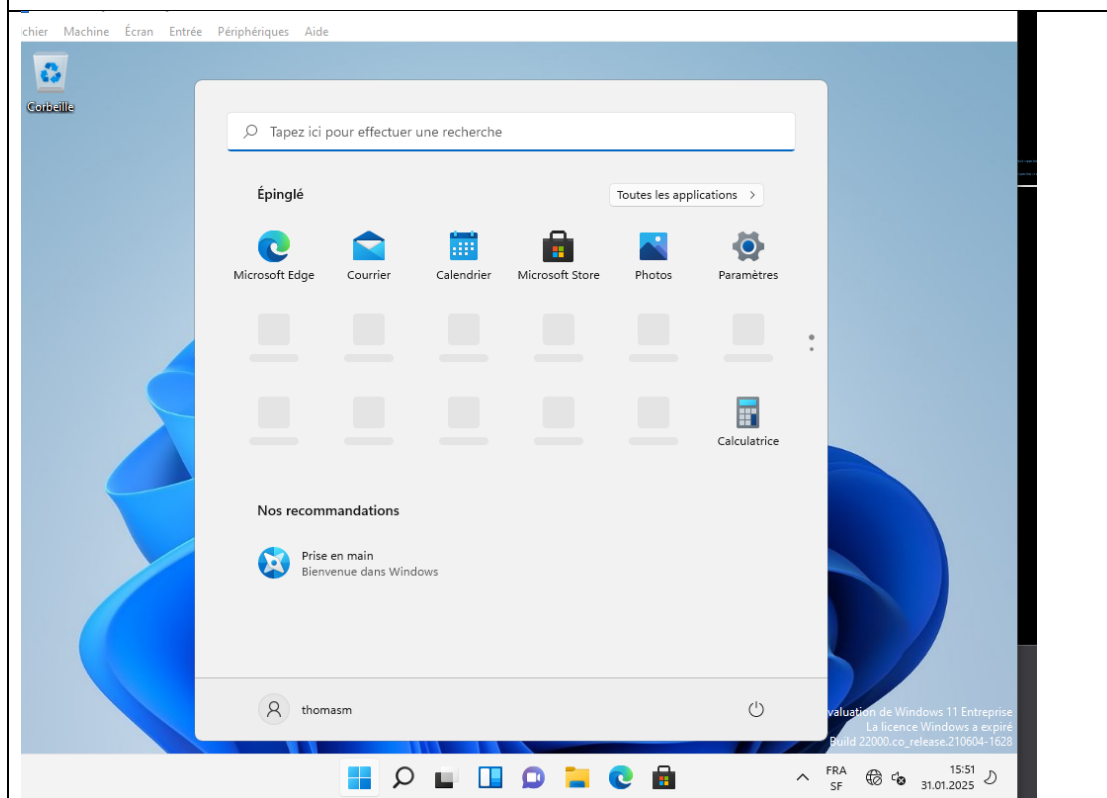 chier Machine Écran Entrée Périphériques Aide
Corbeille
Tapez ici pour effectuer une recherche
Épinglé
Toutes les applications >
Microsoft Edge Courrier Calendrier Microsoft Store Photos Paramètres
Calculatrice
Nos recommandations
Prise en main
Bienvenue dans Windows
thomasm
valuation de Windows 11 Entreprise
La licence Windows a expiré
Build 22000.co_release.210604-1628
FRA
SF
15:51
31.01.2025